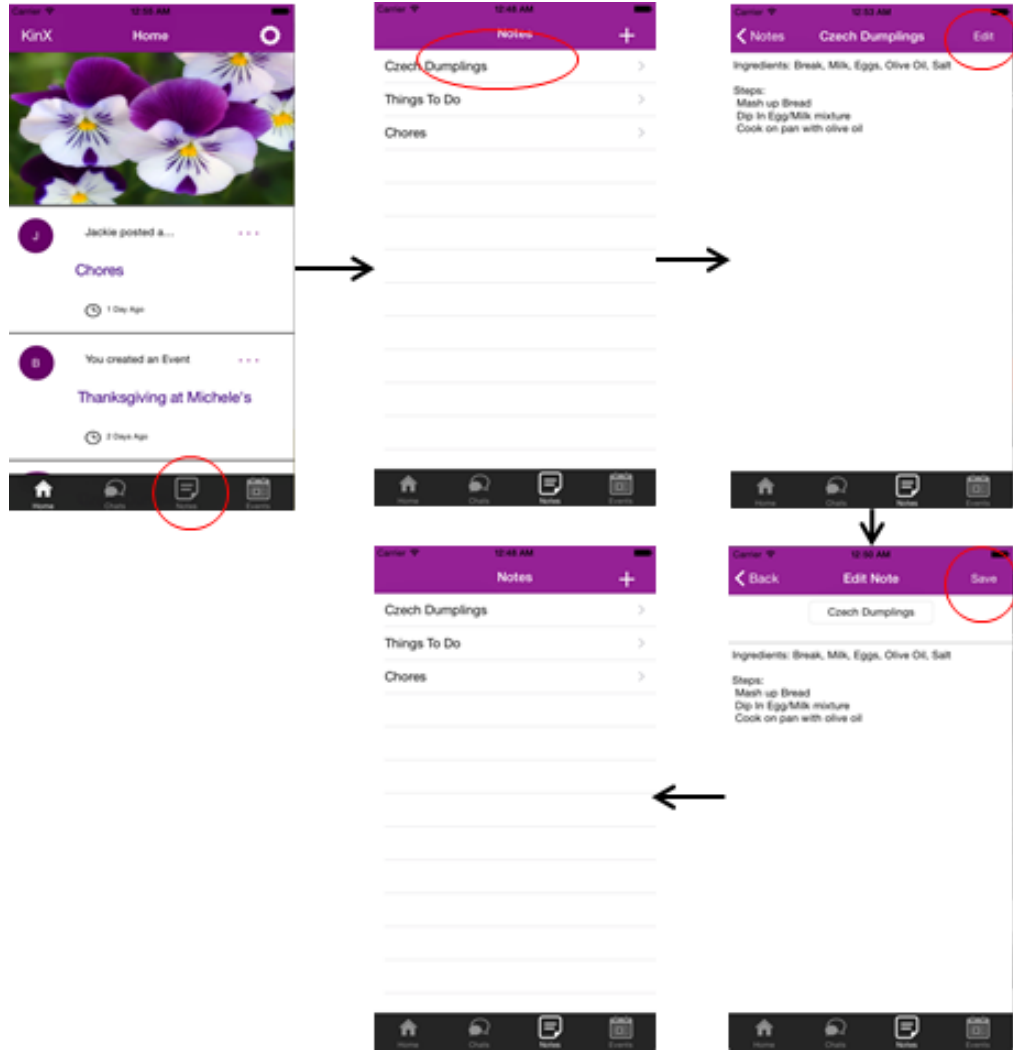 Carrier 12:55 AM
KinX Home
J Jackie posted a... ...
Chores
1 Day Ago
B You created an Event ...
Thanksgiving at Michele's
2 Days Ago
Home Chats Notes Events
Carrier 12:48 AM
Notes +
Czech Dumplings
Things To Do
Chores
Home Chats Notes Events
Carrier 12:53 AM
Notes Czech Dumplings Edit
Ingredients: Break, Milk, Eggs, Olive Oil, Salt
Steps:
Mash up Bread
Dip In Egg/Milk mixture
Cook on pan with olive oil
Home Chats Notes Events
Carrier 12:50 AM
Back Edit Note Save
Czech Dumplings
Ingredients: Break, Milk, Eggs, Olive Oil, Salt
Steps:
Mash up Bread
Dip In Egg/Milk mixture
Cook on pan with olive oil
Home Chats Notes Events
Carrier 12:48 AM
Notes +
Czech Dumplings
Things To Do
Chores
Home Chats Notes Events